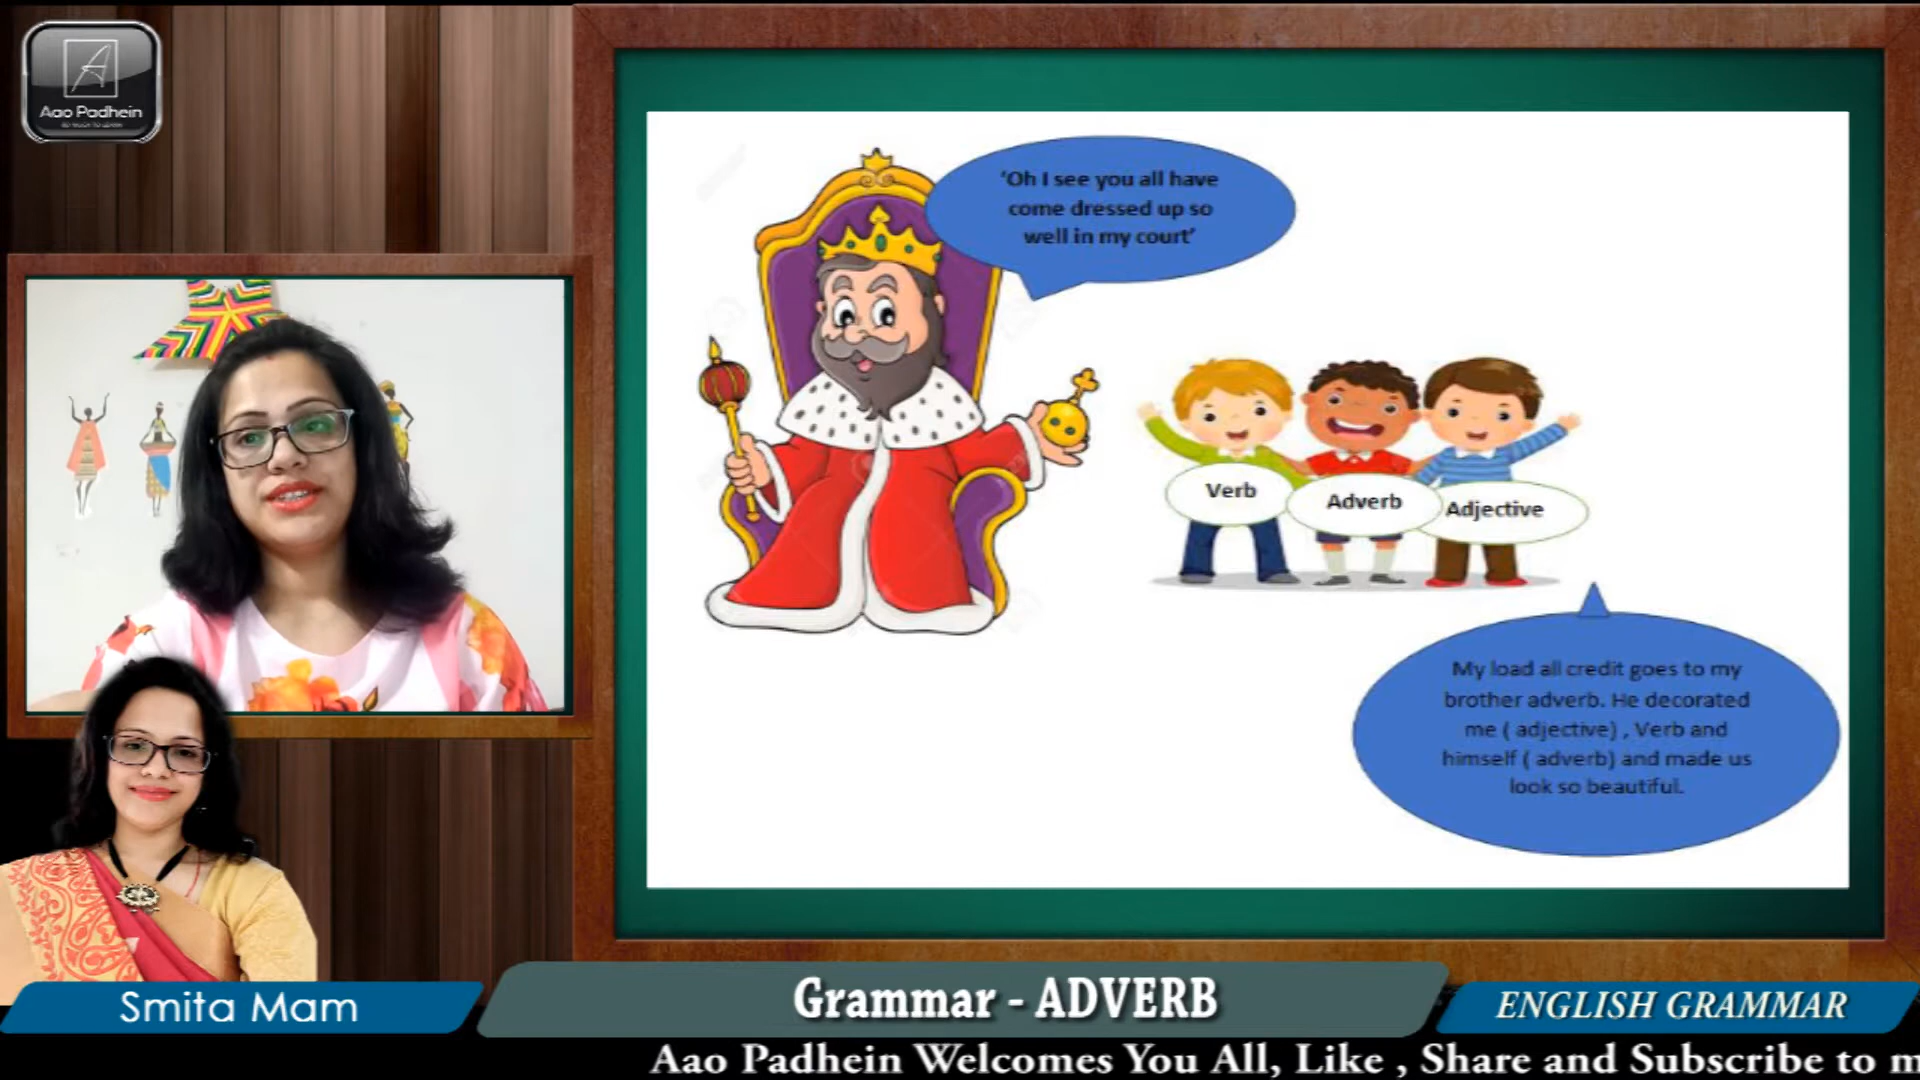 Aao Padhein
'Oh I see you all have
come dressed up so
well in my court'
Verb
Adverb
Adjective
My load all credit goes to my
brother adverb. He decorated
me ( adjective) , Verb and
himself ( adverb) and made us
look so beautiful.
Smita Mam
Grammar - ADVERB
ENGLISH GRAMMAR
Aao Padhein Welcomes You All, Like , Share and Subscribe to m